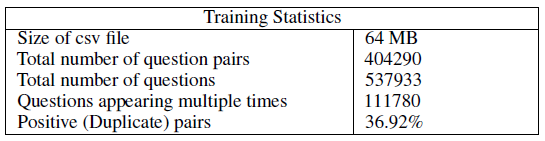 Training Statistics
Size of csv file 64 MB
Total number of question pairs 404290
Total number of questions 537933
Questions appearing multiple times 111780
Positive (Duplicate) pairs 36.92%